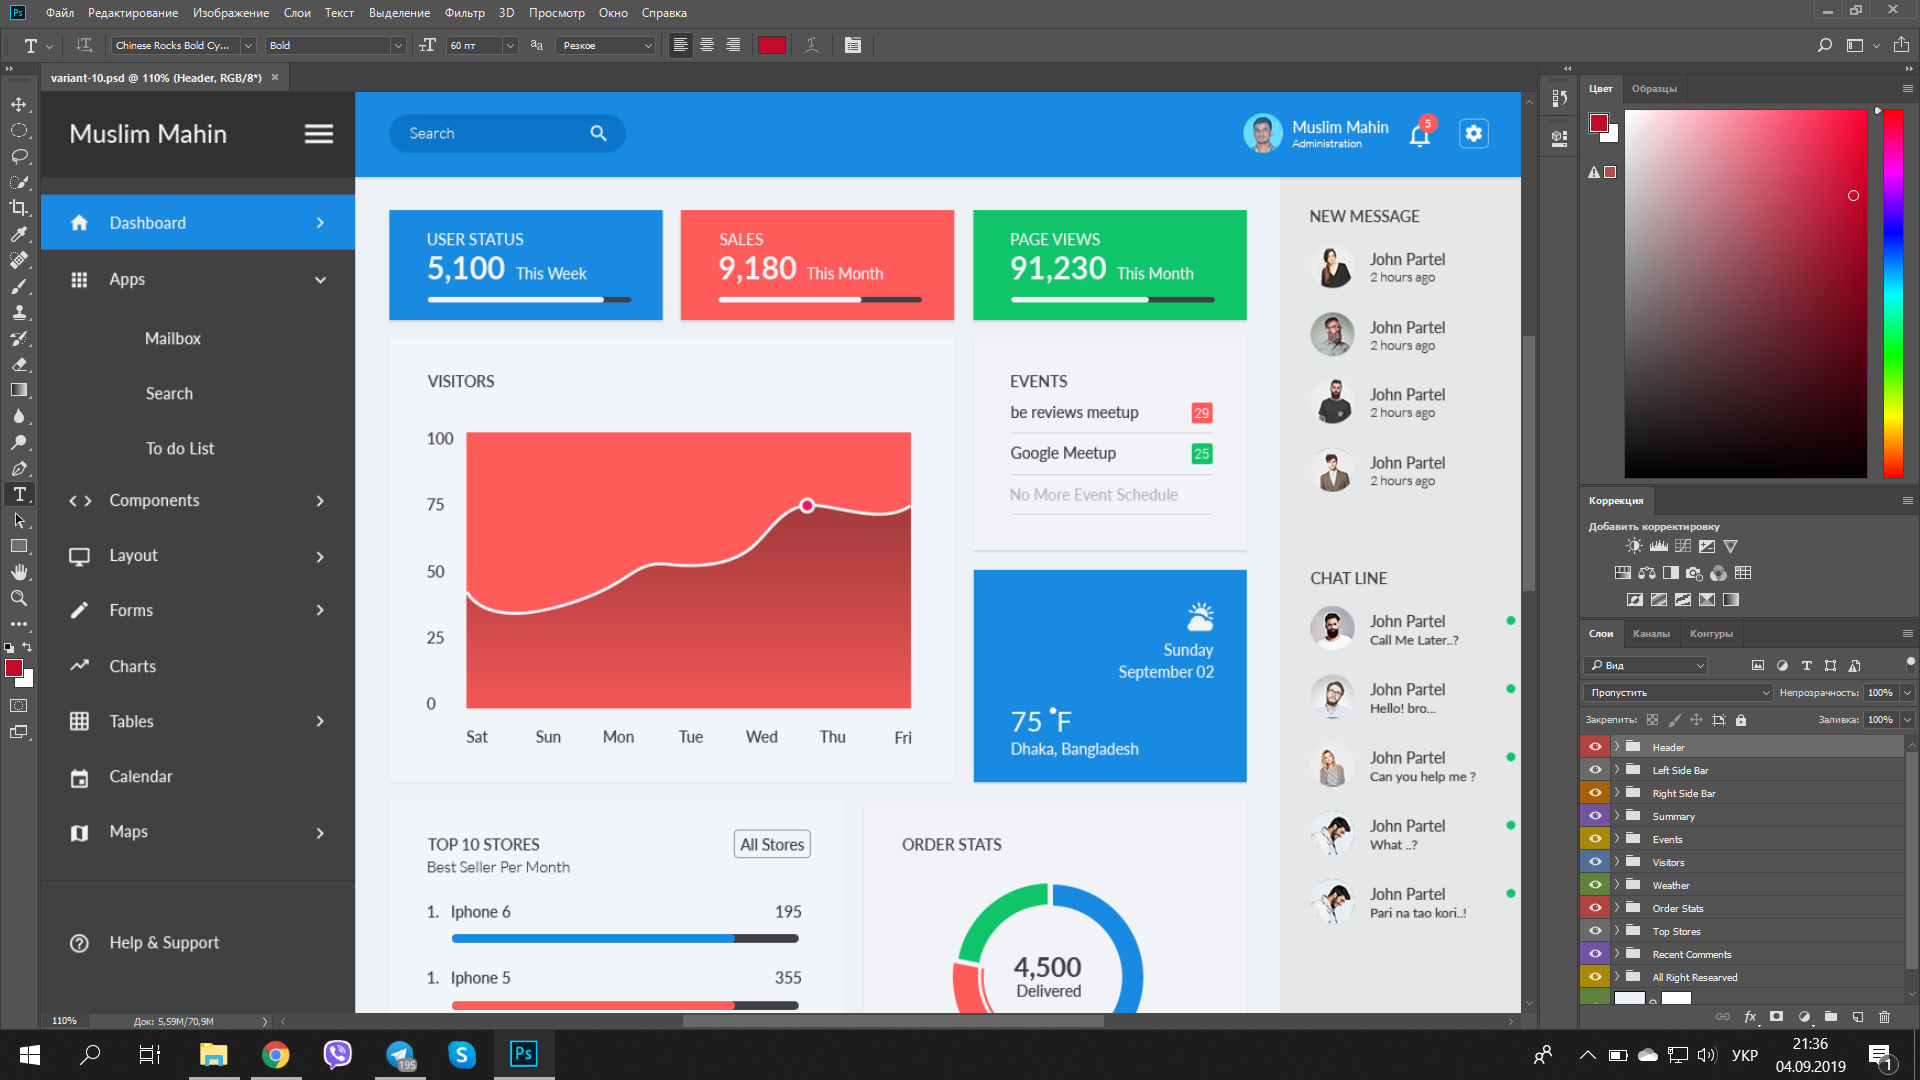 Ps Файл Редактирование Изображение Слои Текст Выделение Фильтр 3D Просмотр Окно Справка
T Chinese Rocks Bold Cy... Bold 60 пт aа Резкое
variant-10.psd @ 110% (Header, RGB/8*) ×
Muslim Mahin
Dashboard
Apps
Mailbox
Search
To do List
Components
Layout
Forms
Charts
Tables
Calendar
Maps
Help & Support
Search
Muslim Mahin
Administration
5
USER STATUS
5,100 This Week
SALES
9,180 This Month
PAGE VIEWS
91,230 This Month
VISITORS
100
75
50
25
0
Sat Sun Mon Tue Wed Thu Fri
EVENTS
be reviews meetup 29
Google Meetup 25
No More Event Schedule
Sunday
September 02
75 °F
Dhaka, Bangladesh
TOP 10 STORES
Best Seller Per Month
All Stores
1. Iphone 6 195
1. Iphone 5 355
ORDER STATS
4,500
Delivered
NEW MESSAGE
John Partel
2 hours ago
John Partel
2 hours ago
John Partel
2 hours ago
John Partel
2 hours ago
CHAT LINE
John Partel
Call Me Later..?
John Partel
Hello! bro...
John Partel
Can you help me ?
John Partel
What ..?
John Partel
Pari na tao kori..!
Цвет Образцы
Коррекция
Добавить корректировку
Слои Каналы Контуры
Вид
Пропустить Непрозрачность: 100%
Закрепить: Заливка: 100%
Header
Left Side Bar
Right Side Bar
Summary
Events
Visitors
Weather
Order Stats
Top Stores
Recent Comments
All Right Researved
fx
110% Док: 5,59M/70,9M
195
Ps
УКР
21:36
04.09.2019
1